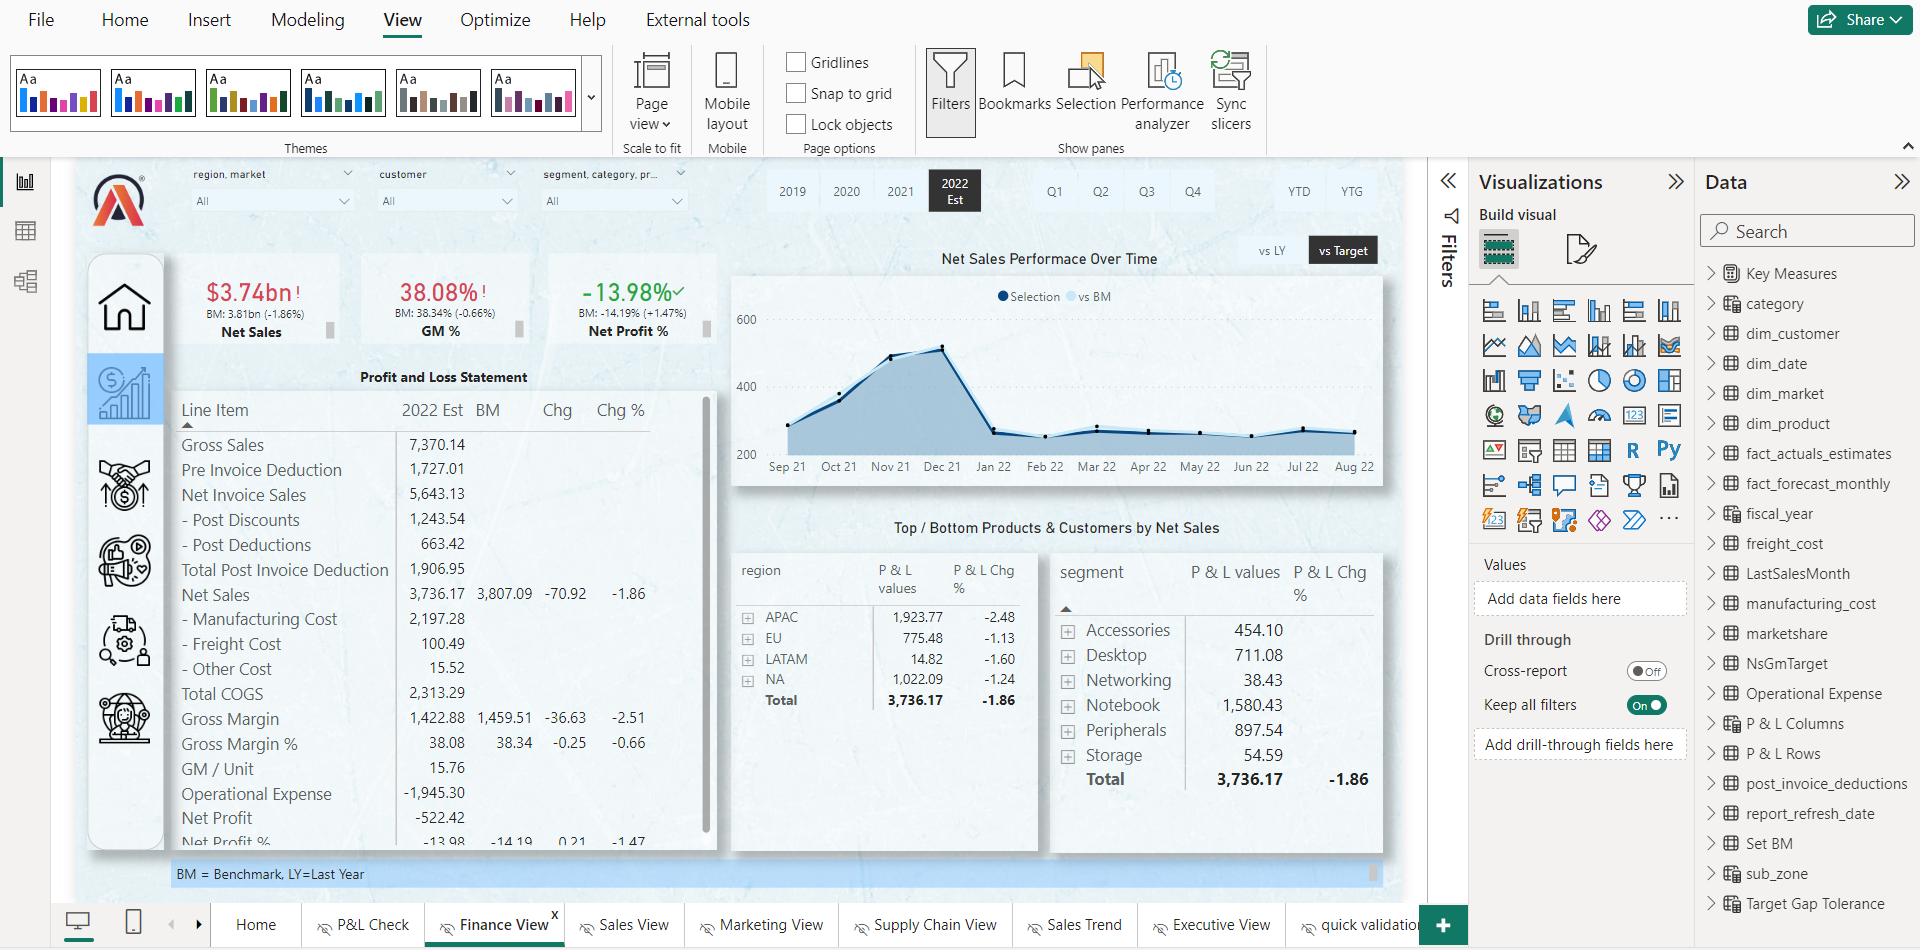 File Home Insert Modeling View Optimize Help External tools
Share
Aa Aa Aa Aa Aa Aa
Themes
Page view
Scale to fit
Mobile layout
Mobile
Gridlines
Snap to grid
Lock objects
Page options
Filters
Bookmarks
Selection
Performance analyzer
Sync slicers
Show panes
region, market
All
customer
All
segment, category, pr...
All
2019 2020 2021 2022 Est
Q1 Q2 Q3 Q4
YTD YTG
$3.74bn !
BM: 3.81bn (-1.86%)
Net Sales
38.08% !
BM: 38.34% (-0.66%)
GM %
-13.98%
BM: -14.19% (+1.47%)
Net Profit %
Net Sales Performace Over Time
vs LY vs Target
Selection vs BM
600
400
200
Sep 21 Oct 21 Nov 21 Dec 21 Jan 22 Feb 22 Mar 22 Apr 22 May 22 Jun 22 Jul 22 Aug 22
Profit and Loss Statement
Line Item 2022 Est BM Chg Chg %
Gross Sales 7,370.14
Pre Invoice Deduction 1,727.01
Net Invoice Sales 5,643.13
- Post Discounts 1,243.54
- Post Deductions 663.42
Total Post Invoice Deduction 1,906.95
Net Sales 3,736.17 3,807.09 -70.92 -1.86
- Manufacturing Cost 2,197.28
- Freight Cost 100.49
- Other Cost 15.52
Total COGS 2,313.29
Gross Margin 1,422.88 1,459.51 -36.63 -2.51
Gross Margin % 38.08 38.34 -0.25 -0.66
GM / Unit 15.76
Operational Expense -1,945.30
Net Profit -522.42
Net Profit % -13.98 -14.19 0.21 -1.47
Top / Bottom Products & Customers by Net Sales
region P & L values P & L Chg %
APAC 1,923.77 -2.48
EU 775.48 -1.13
LATAM 14.82 -1.60
NA 1,022.09 -1.24
Total 3,736.17 -1.86
segment P & L values P & L Chg %
Accessories 454.10
Desktop 711.08
Networking 38.43
Notebook 1,580.43
Peripherals 897.54
Storage 54.59
Total 3,736.17 -1.86
BM = Benchmark, LY=Last Year
Home P&L Check Finance View x Sales View Marketing View Supply Chain View Sales Trend Executive View quick validation +
Filters
Visualizations
Build visual
123
R Py
123
...
Values
Add data fields here
Drill through
Cross-report Off
Keep all filters On
Add drill-through fields here
Data
Search
Key Measures
category
dim_customer
dim_date
dim_market
dim_product
fact_actuals_estimates
fact_forecast_monthly
fiscal_year
freight_cost
LastSalesMonth
manufacturing_cost
marketshare
NsGmTarget
Operational Expense
P & L Columns
P & L Rows
post_invoice_deductions
report_refresh_date
Set BM
sub_zone
Target Gap Tolerance